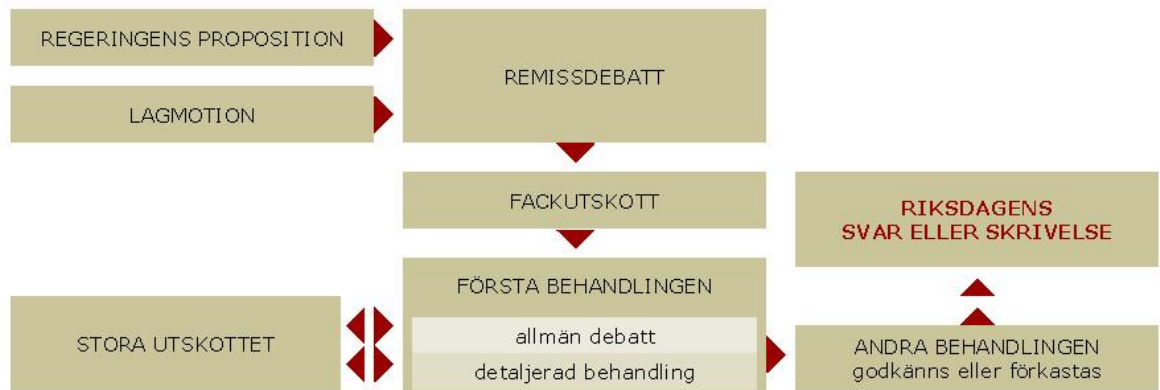 REGERINGENS PROPOSITION
LAGMOTION
REMISSDEBATT
FACKUTSKOTT
FÖRSTA BEHANDLINGEN
allmän debatt
detaljerad behandling
STORA UTSKOTTET
ANDRA BEHANDLINGEN
godkänns eller förkastas
RIKSDAGENS
SVAR ELLER SKRIVELSE